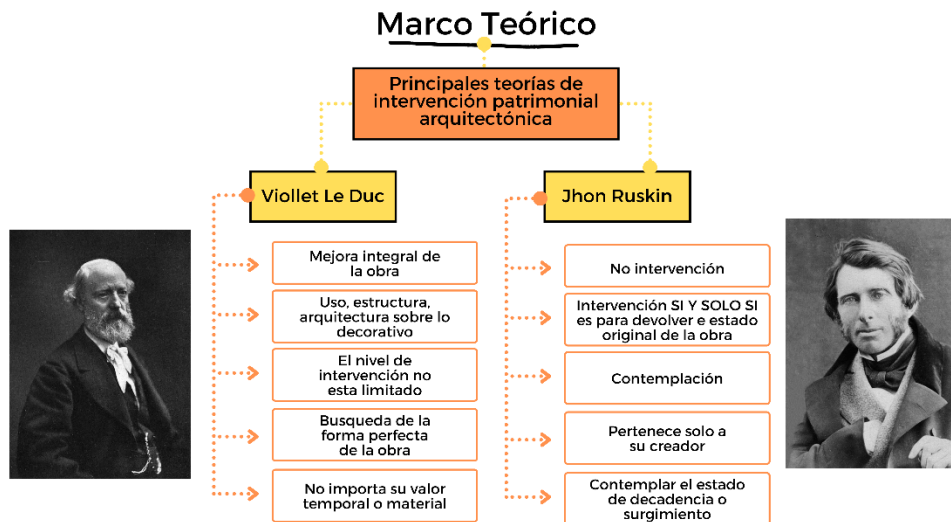 Marco Teórico
Principales teorías de
intervención patrimonial
arquitectónica
Viollet Le Duc
Mejora integral de
la obra
Uso, estructura,
arquitectura sobre lo
decorativo
El nivel de
intervención no
esta limitado
Busqueda de la
forma perfecta
de la obra
No importa su valor
temporal o material
Jhon Ruskin
No intervención
Intervención SI Y SOLO SI
es para devolver e estado
original de la obra
Contemplación
Pertenece solo a
su creador
Contemplar el estado
de decadencia o
surgimiento